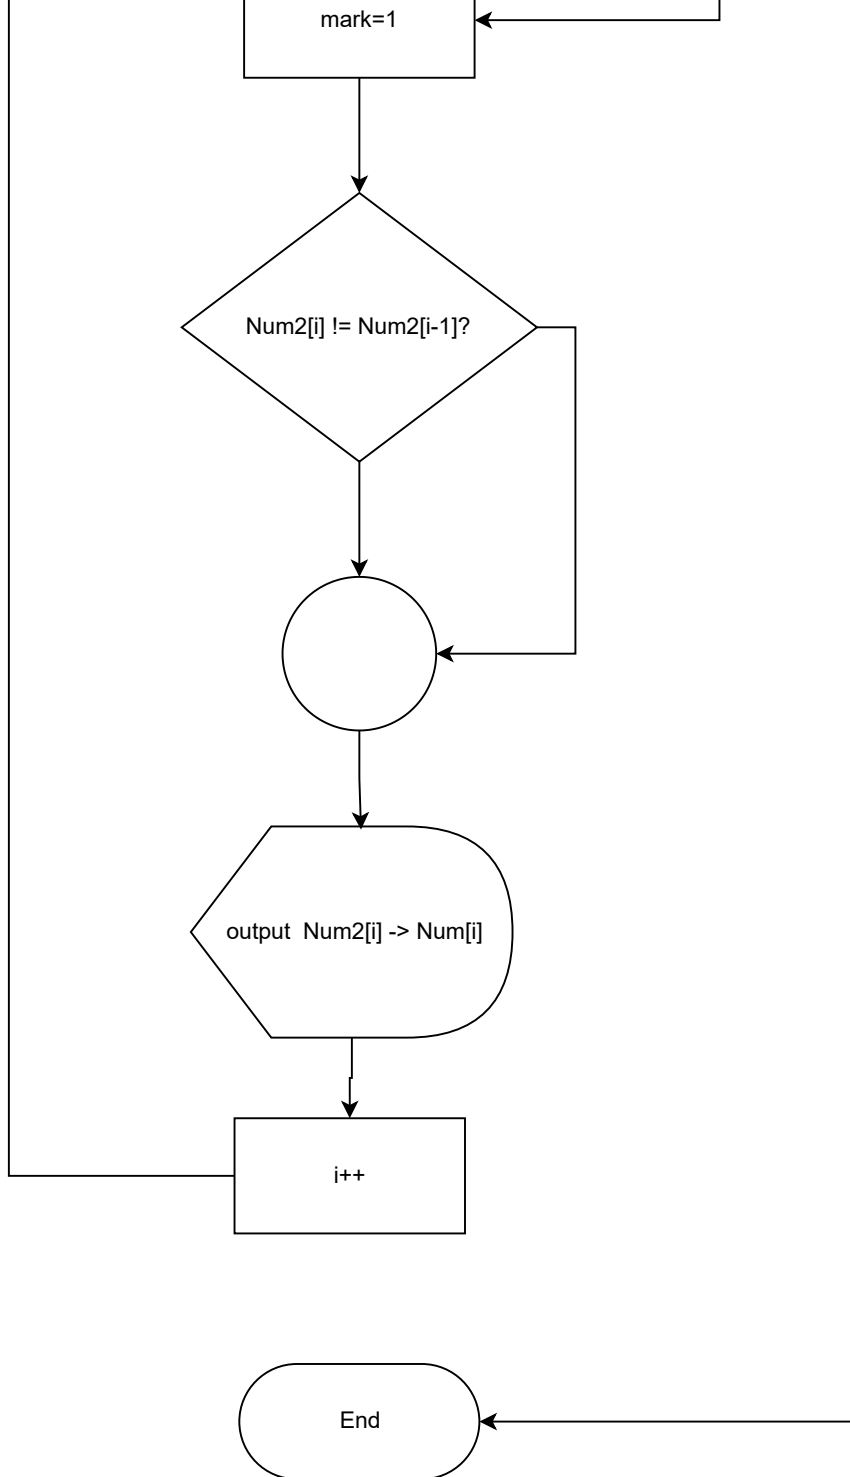 mark=1
Num2[i] != Num2[i-1]?
output  Num2[i] -> Num[i]
i++
End